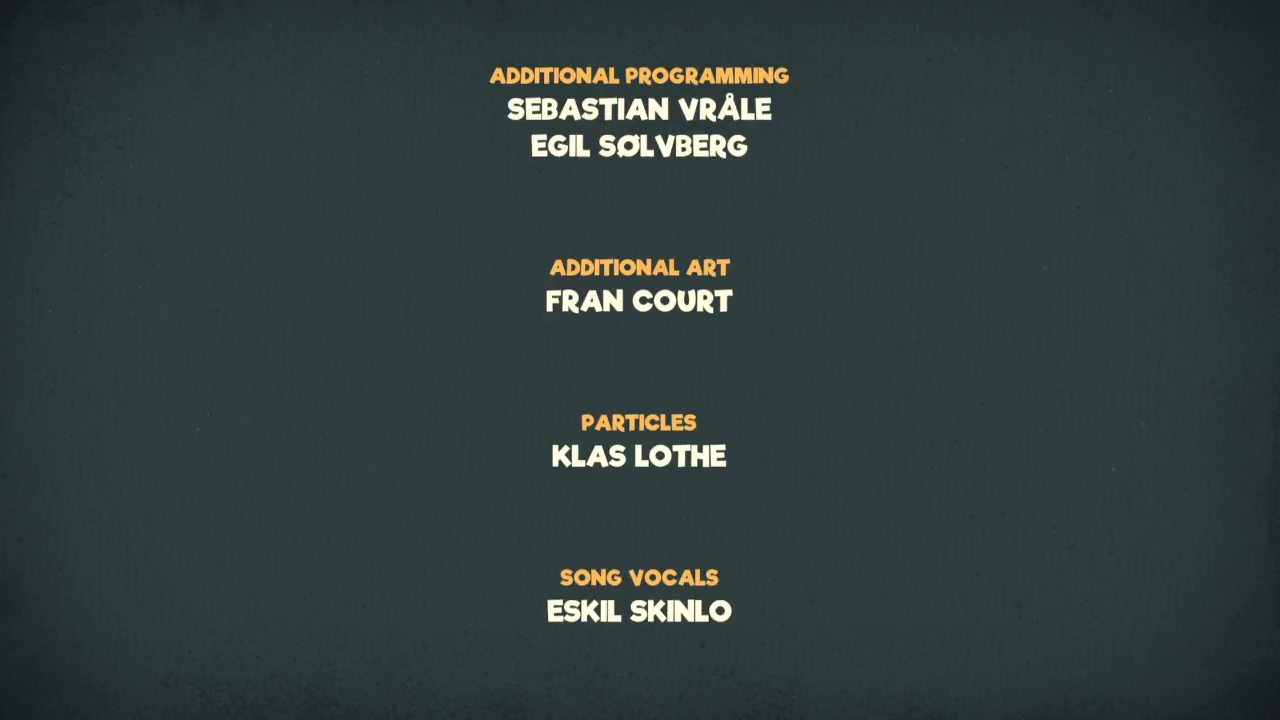 ADDITIONAL PROGRAMMING
SEBASTIAN VRÅLE
EGIL SØLVBERG
ADDITIONAL ART
FRAN COURT
PARTICLES
KLAS LOTHE
SONG VOCALS
ESKIL SKINLO